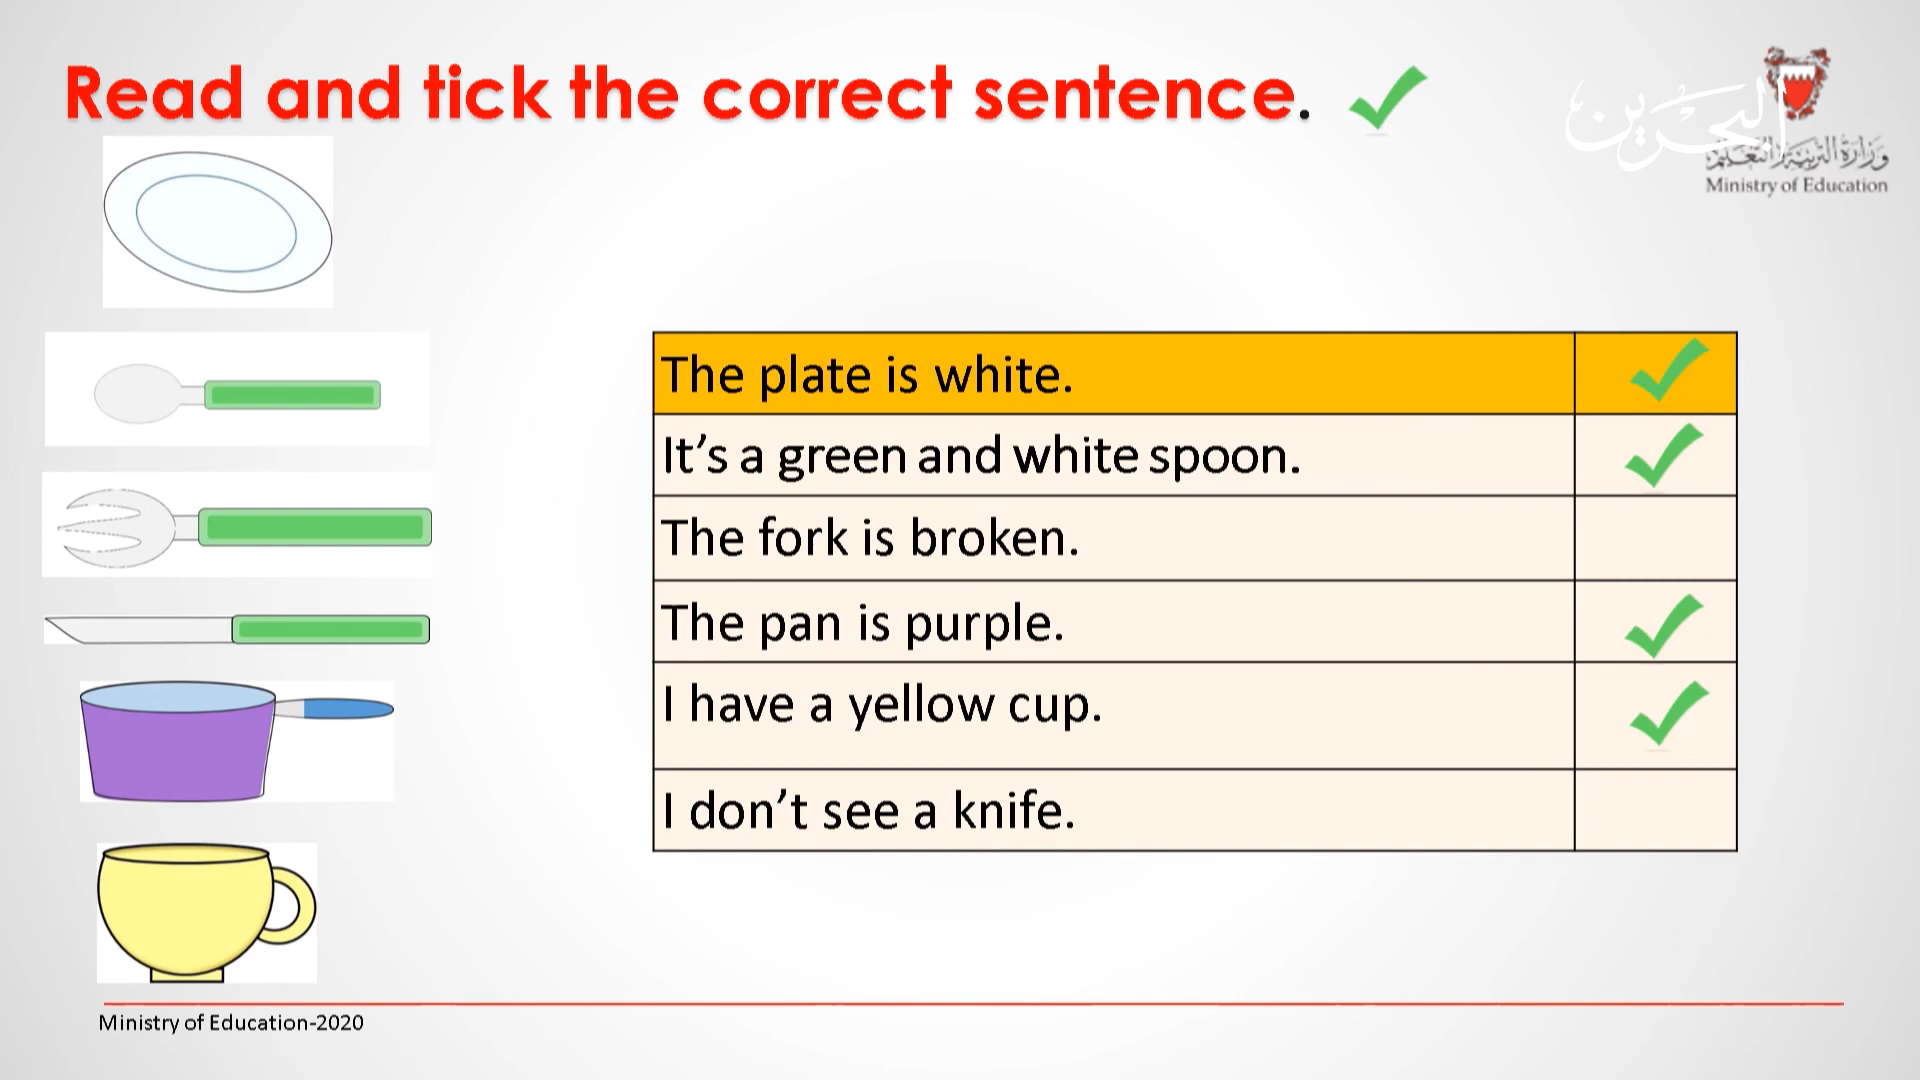 Read and tick the correct sentence.
البحرين
وزارة التربية والتعليم
Ministry of Education
The plate is white.
It’s a green and white spoon.
The fork is broken.
The pan is purple.
I have a yellow cup.
I don’t see a knife.
Ministry of Education-2020